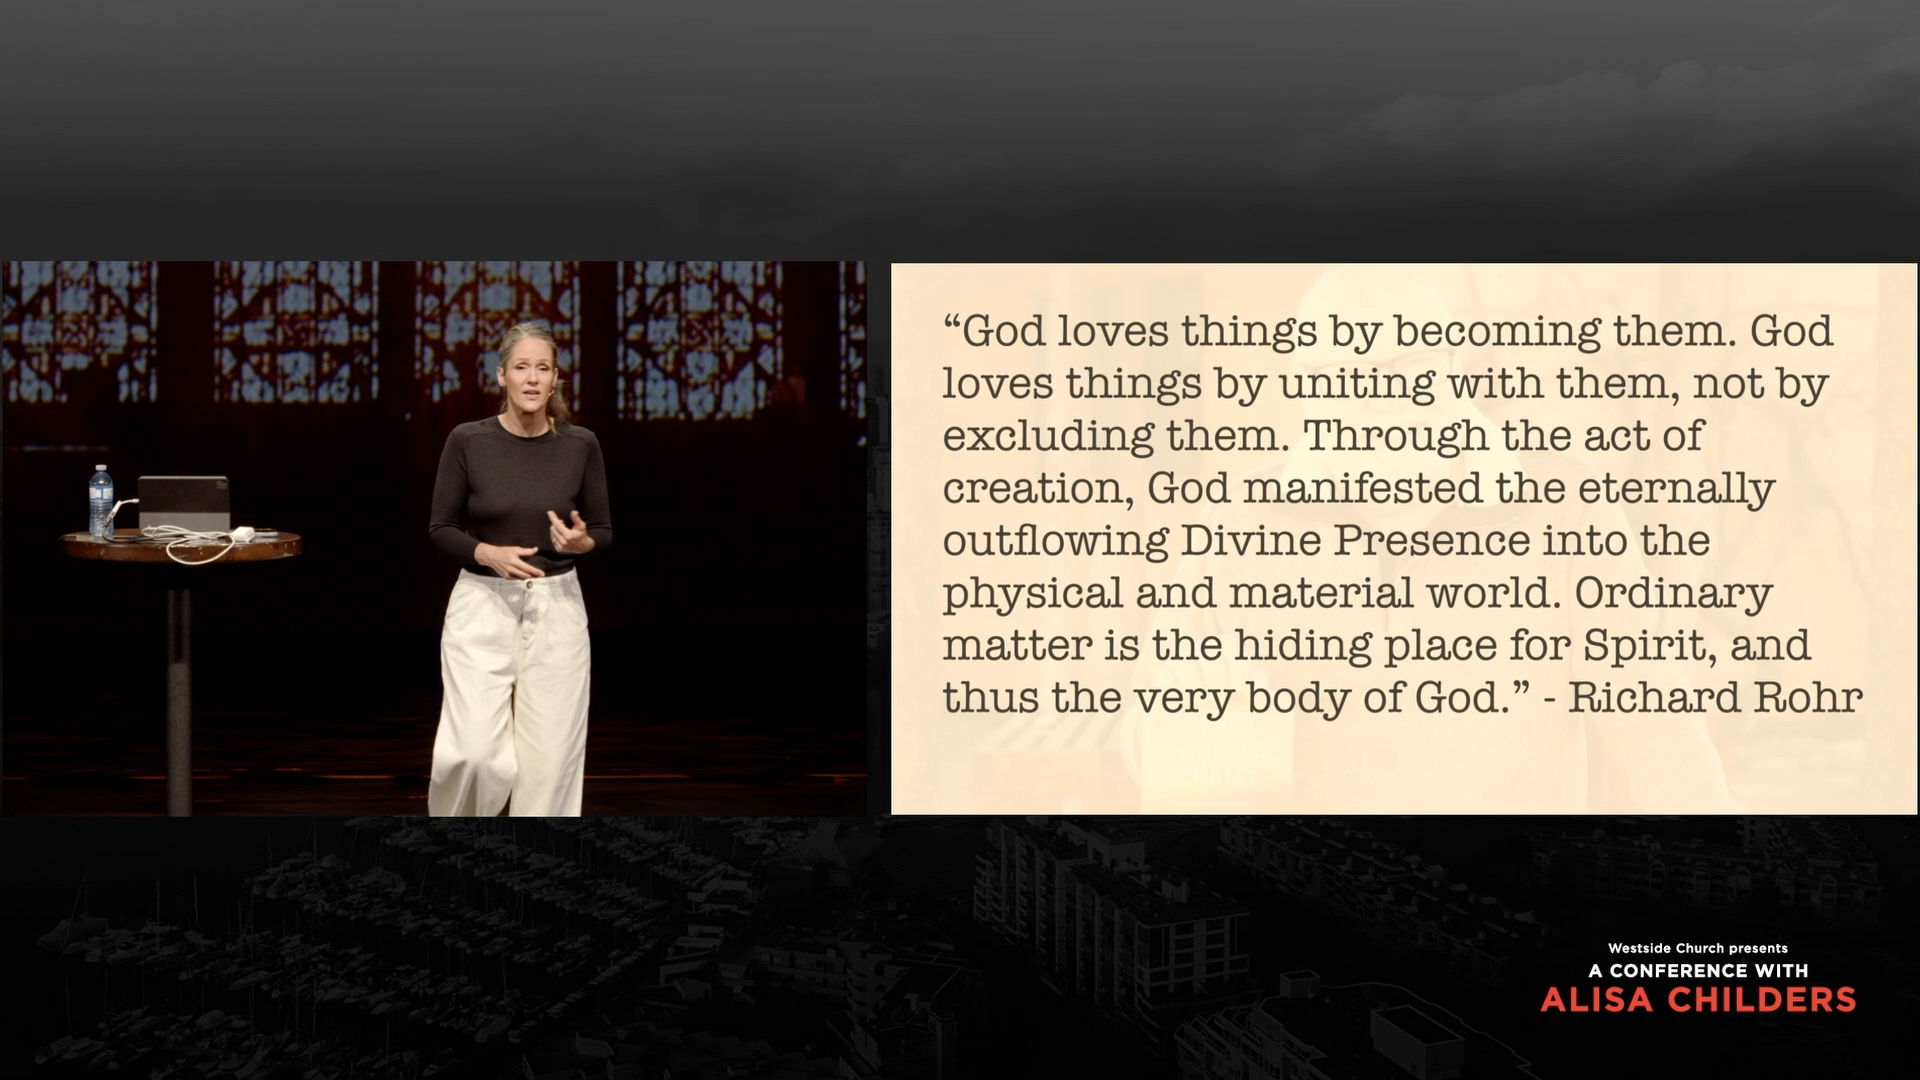 “God loves things by becoming them. God
loves things by uniting with them, not by
excluding them. Through the act of
creation, God manifested the eternally
outflowing Divine Presence into the
physical and material world. Ordinary
matter is the hiding place for Spirit, and
thus the very body of God.” - Richard Rohr
Westside Church presents
A CONFERENCE WITH
ALISA CHILDERS